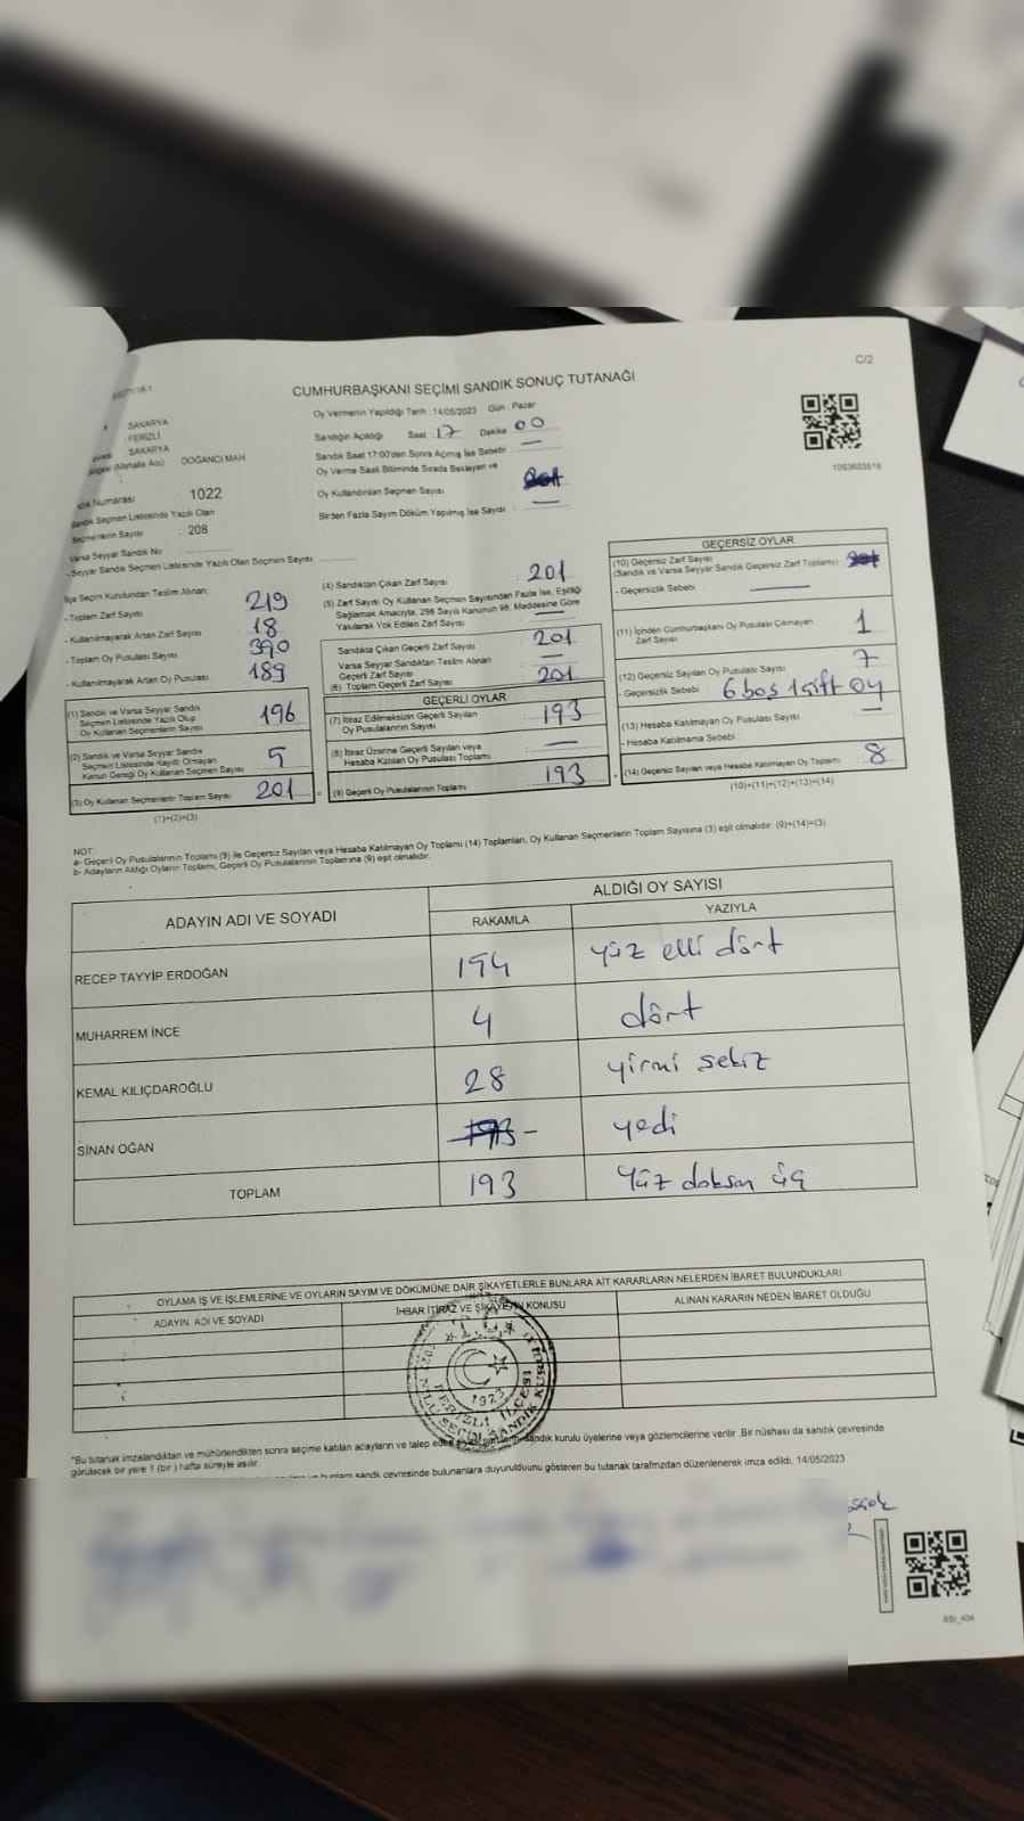 C/2
CUMHURBAŞKANI SEÇİMİ SANDIK SONUÇ TUTANAĞI
SAKARYA
FERİZLİ
SAKARYA
(Mahalle Adı) DOĞANCI MAH
Numarası 1022
Sandık Seçmen Listesinde Yazılı Olan
Seçmenlerin Sayısı : 208
Varsa Seyyar Sandık No
Seyyar Sandık Seçmen Listesinde Yazılı Olan Seçmen Sayısı
Oy Vermenin Yapıldığı Tarih : 14/05/2023 Gün : Pazar
Sandığın Açıldığı Saat 17 Dakika 00
Sandık Saat 17:00'den Sonra Açılmış İse Sebebi : —
Oy Verme Saati Bitiminde Sırada Bekleyen ve
Oy Kullandırılan Seçmen Sayısı
Birden Fazla Sayım Döküm Yapılmış İse Sayısı : —
İlçe Seçim Kurulundan Teslim Alınan;
- Toplam Zarf Sayısı 219
- Kullanılmayarak Artan Zarf Sayısı 18
- Toplam Oy Pusulası Sayısı 390
- Kullanılmayarak Artan Oy Pusulası 189
(1) Sandık ve Varsa Seyyar Sandık
Seçmen Listesinde Yazılı Olup
Oy Kullanan Seçmenlerin Sayısı 196
(2) Sandık ve Varsa Seyyar Sandık
Seçmen Listesinde Kayıtlı Olmayan
Kanun Gereği Oy Kullanan Seçmen Sayısı 5
(3) Oy Kullanan Seçmenlerin Toplam Sayısı 201
(1)+(2)=(3)
(4) Sandıktan Çıkan Zarf Sayısı : 201
(5) Zarf Sayısı Oy Kullanan Seçmen Sayısından Fazla İse, Eşitliği
Sağlamak Amacıyla, 298 Sayılı Kanunun 98. Maddesine Göre
Yakılarak Yok Edilen Zarf Sayısı —
Sandıkta Çıkan Geçerli Zarf Sayısı 201
Varsa Seyyar Sandıktan Teslim Alınan
Geçerli Zarf Sayısı —
(6) Toplam Geçerli Zarf Sayısı 201
GEÇERLİ OYLAR
(7) İtiraz Edilmeksizin Geçerli Sayılan
Oy Pusulalarının Sayısı 193
(8) İtiraz Üzerine Geçerli Sayılan veya
Hesaba Katılan Oy Pusulası Toplamı —
(9) Geçerli Oy Pusulalarının Toplamı 193
GEÇERSİZ OYLAR
(10) Geçersiz Zarf Sayısı
(Sandık ve Varsa Seyyar Sandık Geçersiz Zarf Toplamı)
- Geçersizlik Sebebi : —
(11) İçinden Cumhurbaşkanı Oy Pusulası Çıkmayan
Zarf Sayısı 1
(12) Geçersiz Sayılan Oy Pusulası Sayısı 7
- Geçersizlik Sebebi : 6 boş 1 çift oy
(13) Hesaba Katılmayan Oy Pusulası Sayısı —
- Hesaba Katılmama Sebebi :
(14) Geçersiz Sayılan veya Hesaba Katılmayan Oy Toplamı 8
(10)+(11)+(12)+(13)=(14)
NOT :
a- Geçerli Oy Pusulalarının Toplamı (9) ile Geçersiz Sayılan veya Hesaba Katılmayan Oy Toplamı (14) Toplamları, Oy Kullanan Seçmenlerin Toplam Sayısına (3) eşit olmalıdır. (9)+(14)=(3)
b- Adayların Aldığı Oyların Toplamı, Geçerli Oy Pusulalarının Toplamına (9) eşit olmalıdır.
ADAYIN ADI VE SOYADI
ALDIĞI OY SAYISI
RAKAMLA YAZIYLA
RECEP TAYYİP ERDOĞAN 154 yüz elli dört
MUHARREM İNCE 4 dört
KEMAL KILIÇDAROĞLU 28 yirmi sekiz
SİNAN OĞAN 193 - yedi
TOPLAM 193 yüz doksan üç
OYLAMA İŞ VE İŞLEMLERİNE VE OYLARIN SAYIM VE DÖKÜMÜNE DAİR ŞİKAYETLERLE BUNLARA AİT KARARLARIN NELERDEN İBARET BULUNDUKLARI
ADAYIN ADI VE SOYADI İHBAR İTİRAZ VE ŞİKAYETİN KONUSU ALINAN KARARIN NEDEN İBARET OLDUĞU
1923
FERİZLİ İLÇESİ
"Bu tutanak imzalandıktan ve mühürlendikten sonra seçime katılan adayların ve talep eden sandık kurulu üyelerine veya gözlemcilerine verilir. Bir nüshası da sandık çevresinde
görülecek bir yere 1 (bir) hafta süreyle asılır.
sandık çevresinde bulunanlara duyurulduğunu gösteren bu tutanak tarafımızdan düzenlenerek imza edildi. 14/05/2023